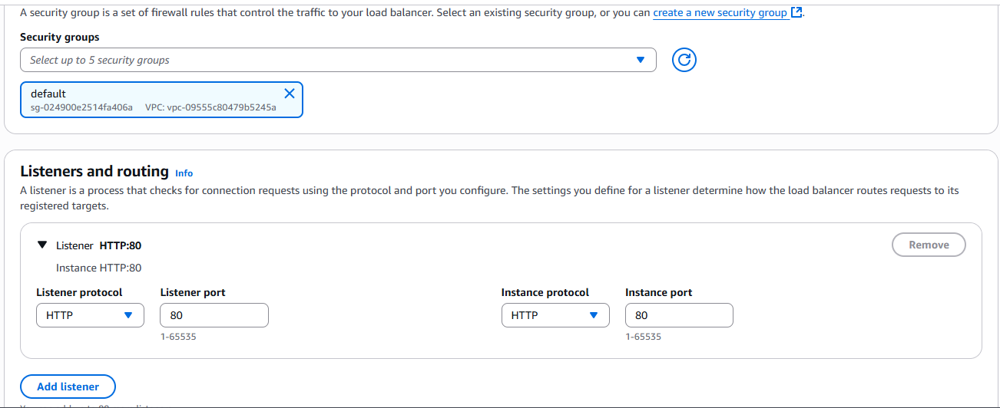 A security group is a set of firewall rules that control the traffic to your load balancer. Select an existing security group, or you can create a new security group.
Security groups
Select up to 5 security groups
default
sg-024900e2514fa406a VPC: vpc-09555c80479b5245a
Listeners and routing Info
A listener is a process that checks for connection requests using the protocol and port you configure. The settings you define for a listener determine how the load balancer routes requests to its
registered targets.
Listener HTTP:80
Remove
Instance HTTP:80
Listener protocol Listener port Instance protocol Instance port
HTTP 80 HTTP 80
1-65535 1-65535
Add listener